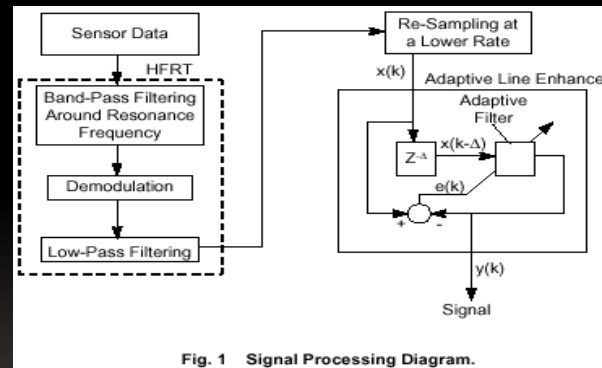 Sensor Data
HFRT
Band-Pass Filtering
Around Resonance
Frequency
Demodulation
Low-Pass Filtering
Re-Sampling at
a Lower Rate
x(k)
Adaptive Line Enhance
Adaptive
Filter
Z-Δ
x(k-Δ)
e(k)
+
-
y(k)
Signal
Fig. 1 Signal Processing Diagram.